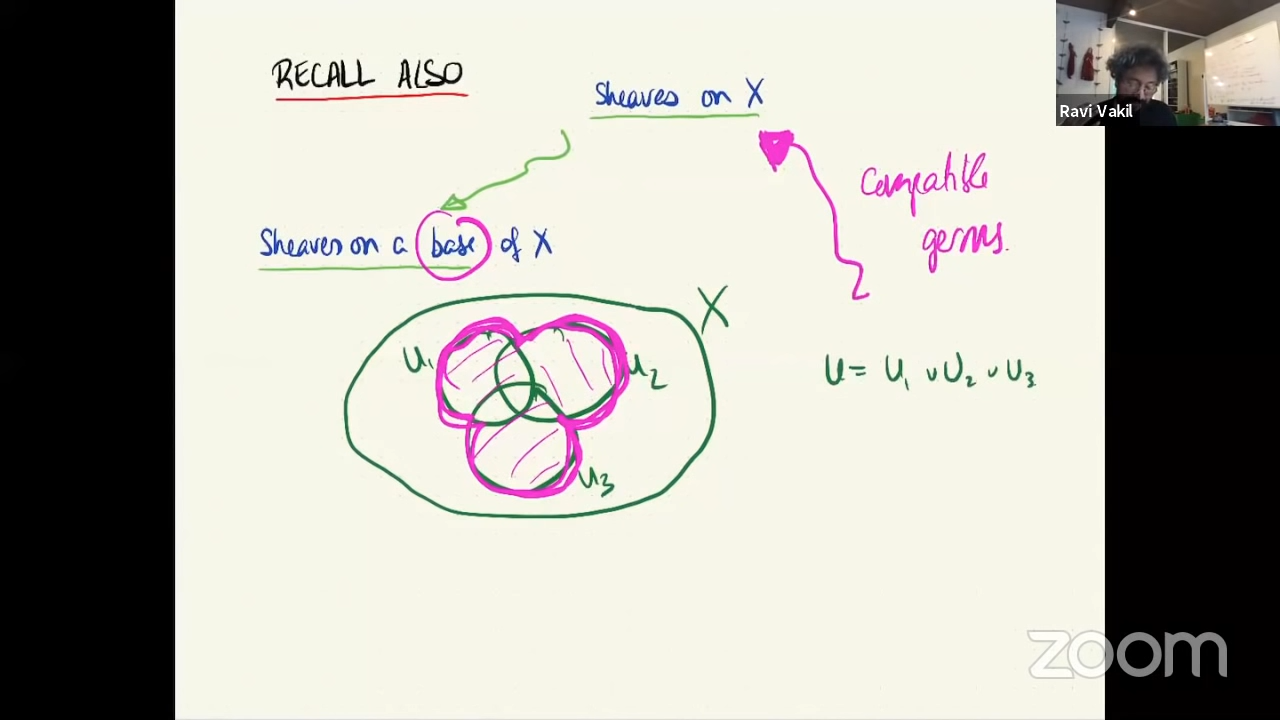 RECALL ALSO
Sheaves on X
Ravi Vakil
Compatible
germs.
Sheaves on a base of X
X
U₁
U₂
U = U₁ ∪ U₂ ∪ U₃
U₃
zoom